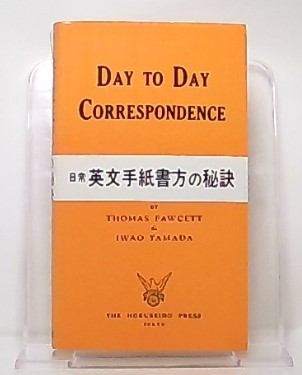 DAY TO DAY
CORRESPONDENCE
日常 英文手紙書方の秘訣
BY
THOMAS FAWCETT
&
IWAO YAMADA
THE HOKUSEIDO PRESS
TOKYO